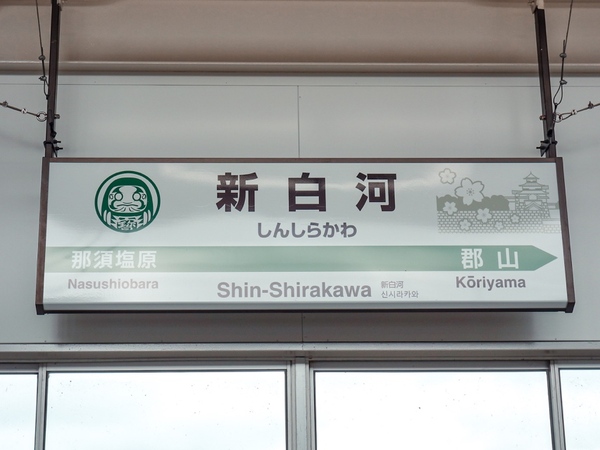 新白河
しんしらかわ
那須塩原
郡山
Nasushiobara
Shin-Shirakawa
新白河
신시라카와
Kōriyama